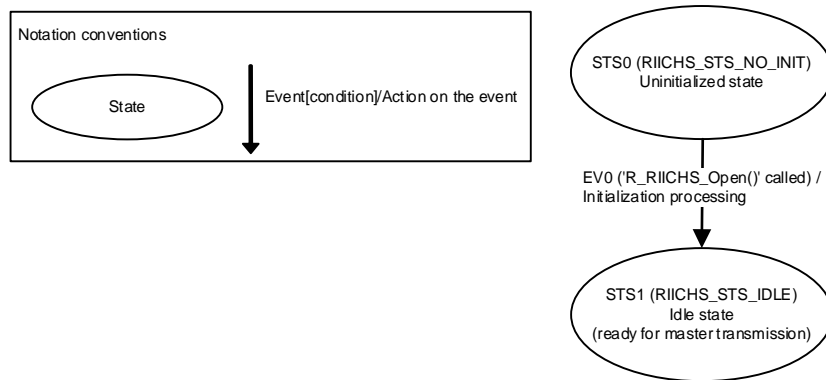 Notation conventions
State
Event[condition]/Action on the event
STS0 (RIICHS_STS_NO_INIT)
Uninitialized state
EV0 ('R_RIICHS_Open()' called) /
Initialization processing
STS1 (RIICHS_STS_IDLE)
Idle state
(ready for master transmission)